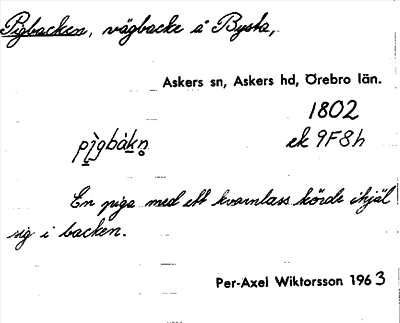 Pigbacken, vägbacke å Bysta,
Askers sn, Askers hd, Örebro län.
1802
pìgbàkn̥ ek 9F8h
En piga med ett kvarnlass körde ihjäl
sig i backen.
Per-Axel Wiktorsson 1963